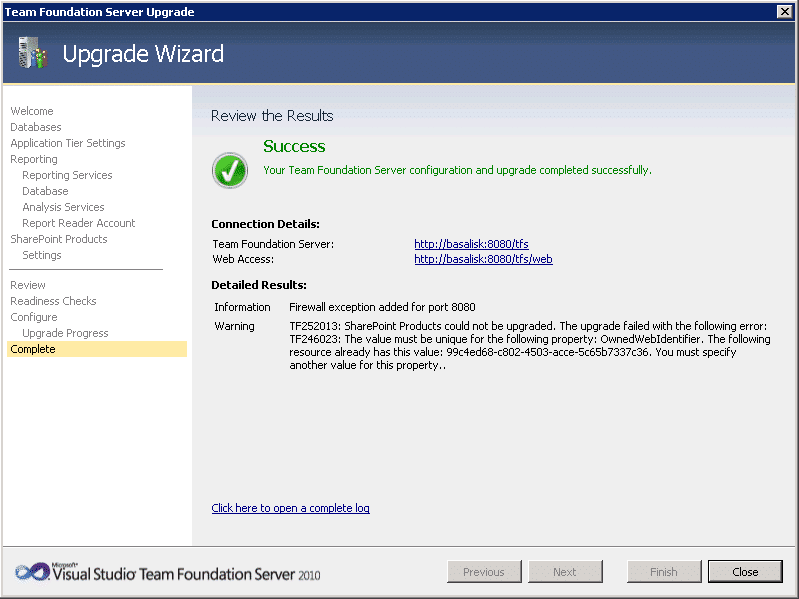 Team Foundation Server Upgrade
Upgrade Wizard
Welcome
Databases
Application Tier Settings
Reporting
Reporting Services
Database
Analysis Services
Report Reader Account
SharePoint Products
Settings
Review
Readiness Checks
Configure
Upgrade Progress
Complete
Review the Results
Success
Your Team Foundation Server configuration and upgrade completed successfully.
Connection Details:
Team Foundation Server: http://basalisk:8080/tfs
Web Access: http://basalisk:8080/tfs/web
Detailed Results:
Information Firewall exception added for port 8080
Warning TF252013: SharePoint Products could not be upgraded. The upgrade failed with the following error:
TF246023: The value must be unique for the following property: OwnedWebIdentifier. The following
resource already has this value: 99c4ed68-c802-4503-acce-5c65b7337c36. You must specify
another value for this property..
Click here to open a complete log
Microsoft®
Visual Studio Team Foundation Server 2010
Previous Next Finish Close